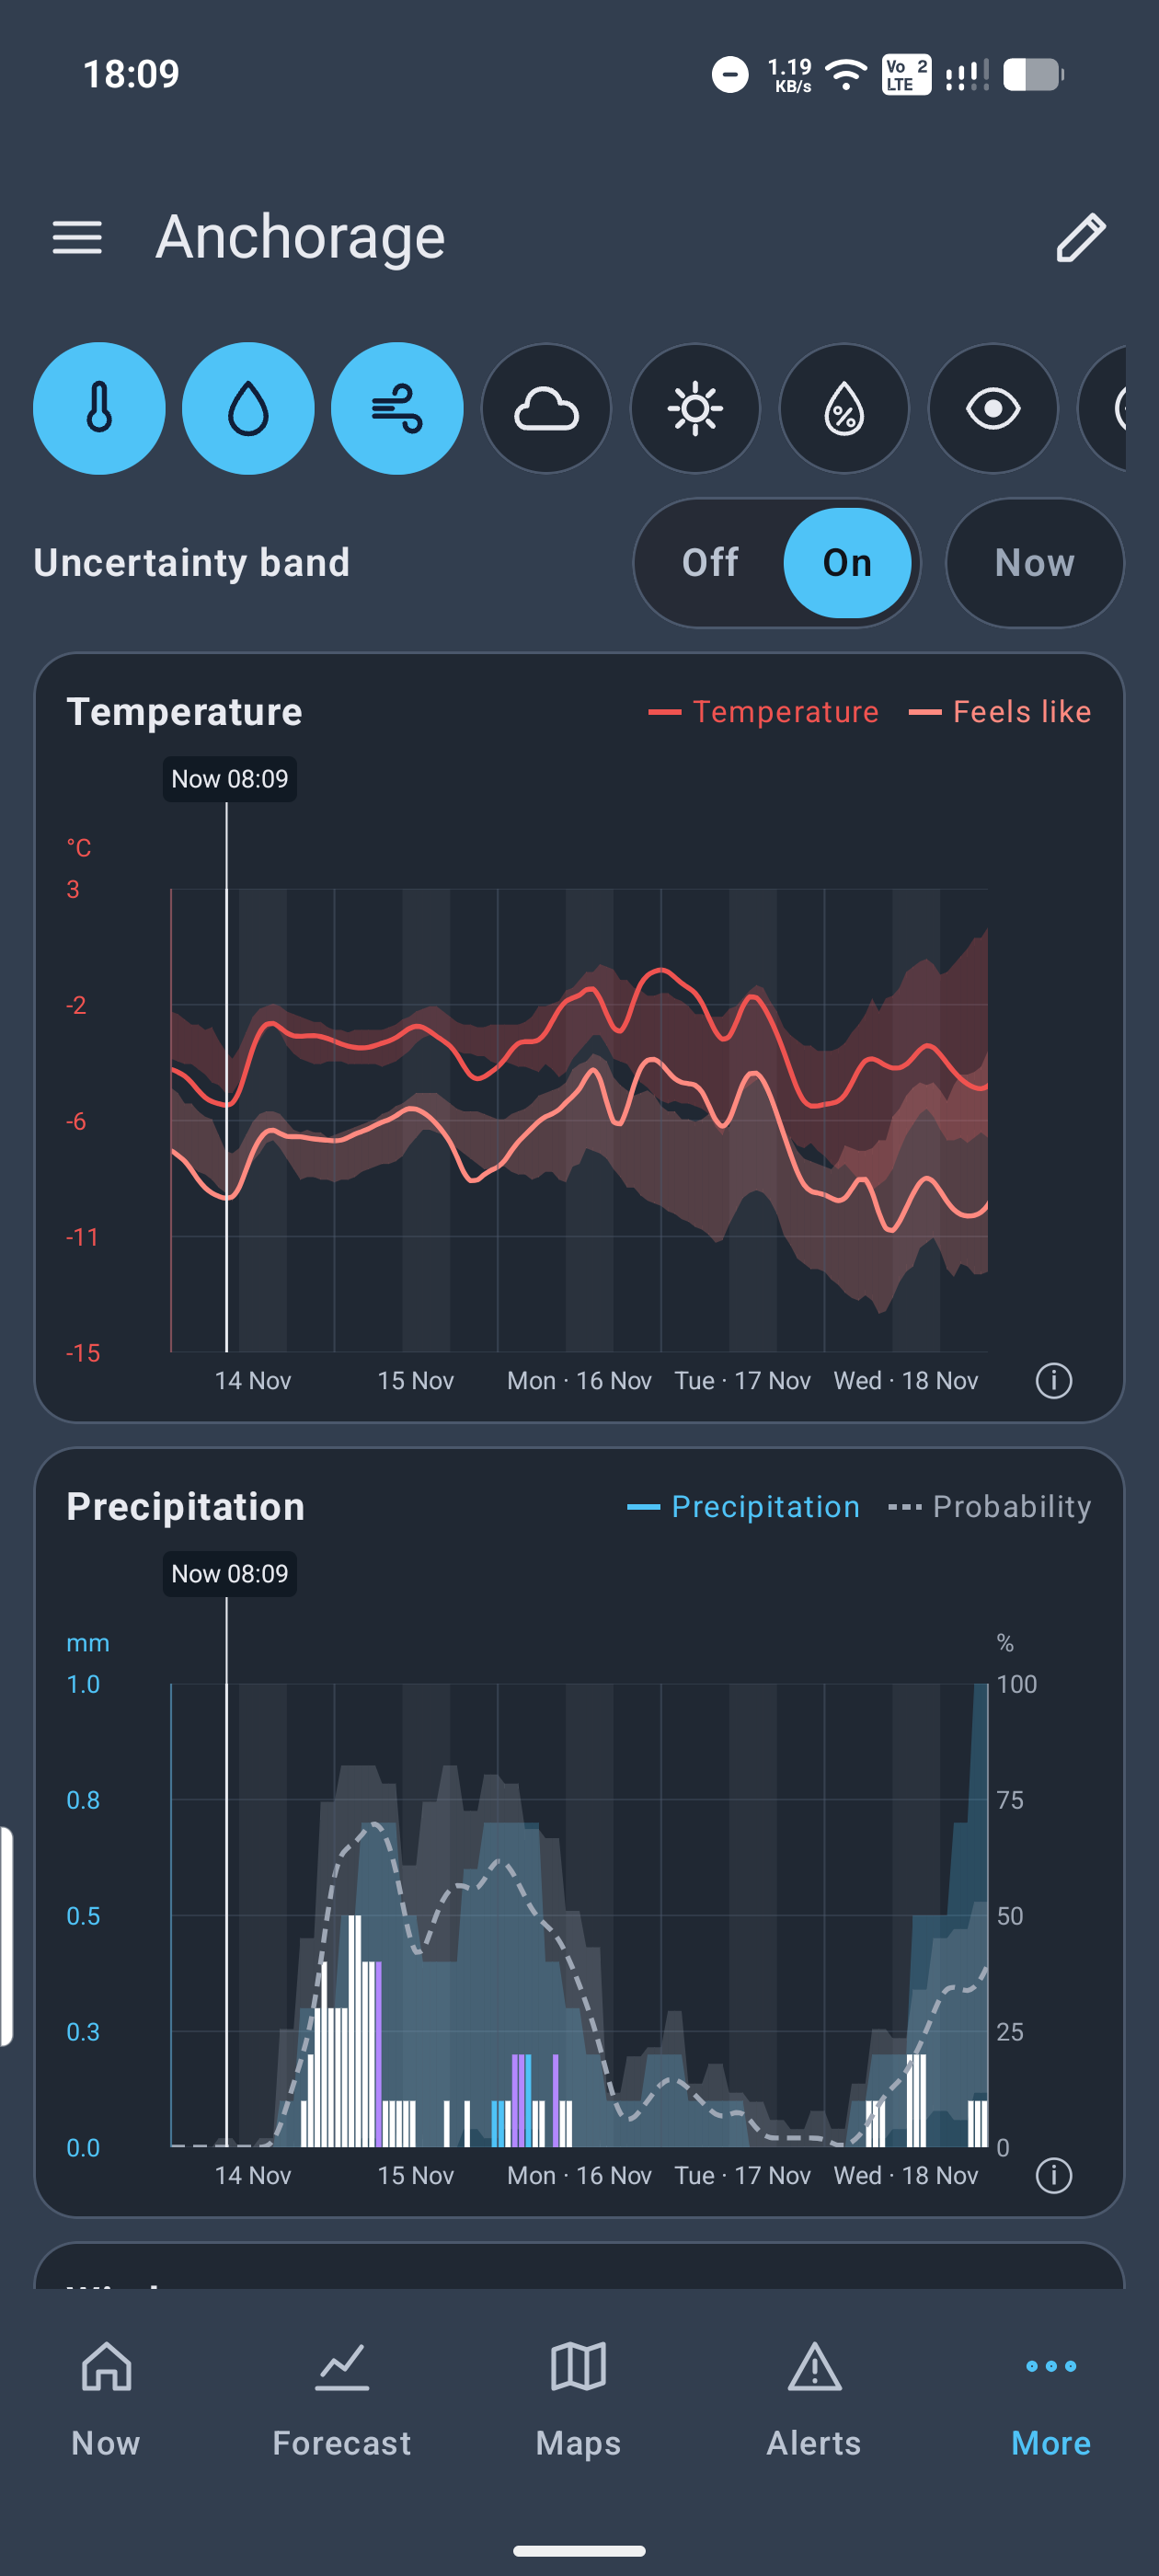 18:09
1.19
KB/s
Vo 2
LTE
Anchorage
Uncertainty band
Off
On
Now
Temperature
Temperature
Feels like
Now 08:09
°C
3
-2
-6
-11
-15
14 Nov
15 Nov
Mon · 16 Nov
Tue · 17 Nov
Wed · 18 Nov
Precipitation
Precipitation
Probability
Now 08:09
mm
%
1.0
100
0.8
75
0.5
50
0.3
25
0.0
0
14 Nov
15 Nov
Mon · 16 Nov
Tue · 17 Nov
Wed · 18 Nov
Now
Forecast
Maps
Alerts
More